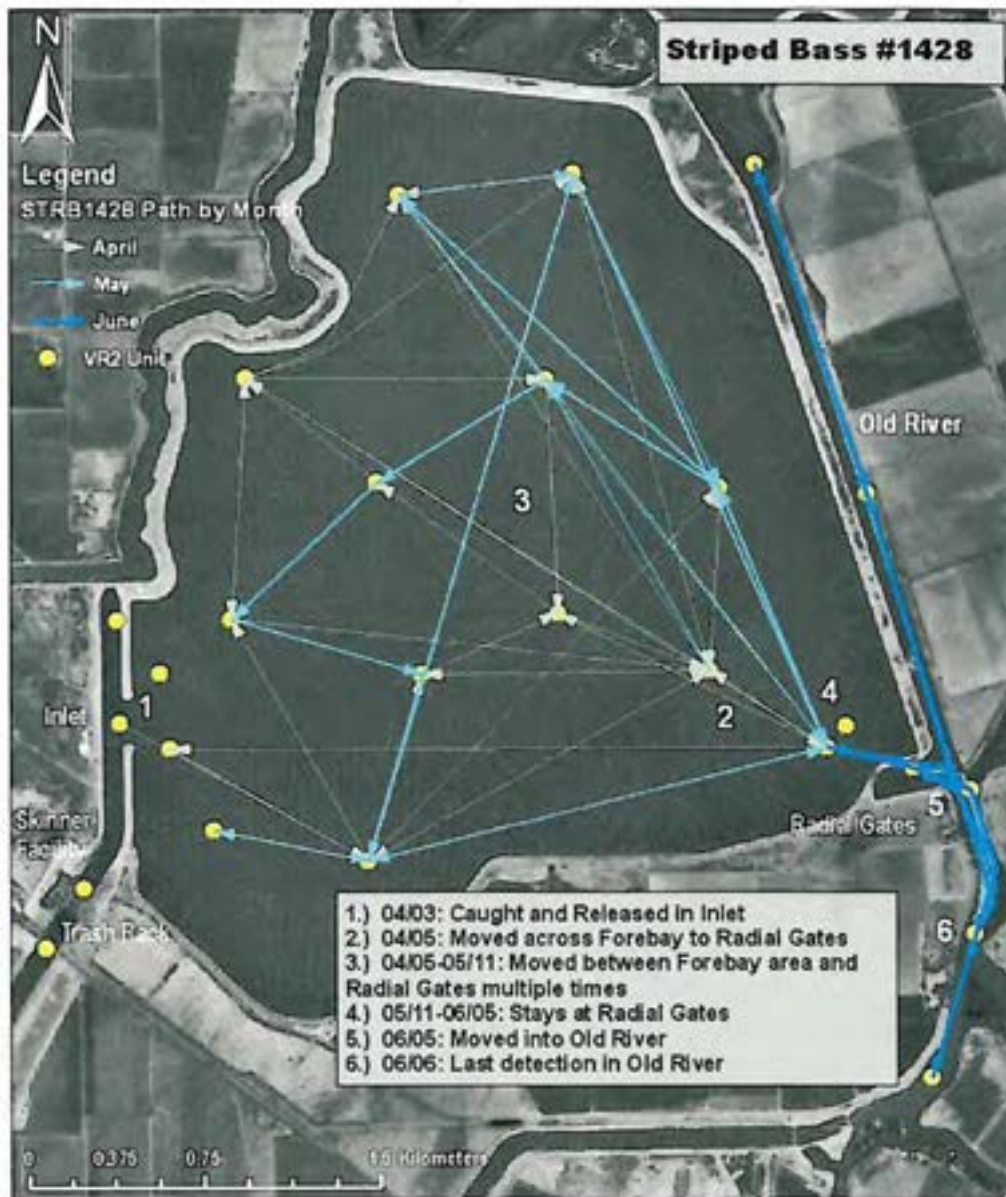 Striped Bass #1428
N
Legend
STRB1428 Path by Month
April
May
June
VR2 Unit
Old River
3
1
Inlet
4
2
Radial Gates
5
Skinner
Facility
6
Trash Rack
1.) 04/03: Caught and Released in Inlet
2.) 04/05: Moved across Forebay to Radial Gates
3.) 04/05-05/11: Moved between Forebay area and
Radial Gates multiple times
4.) 05/11-06/05: Stays at Radial Gates
5.) 06/05: Moved into Old River
6.) 06/06: Last detection in Old River
0 0.375 0.75 1.5 Kilometers